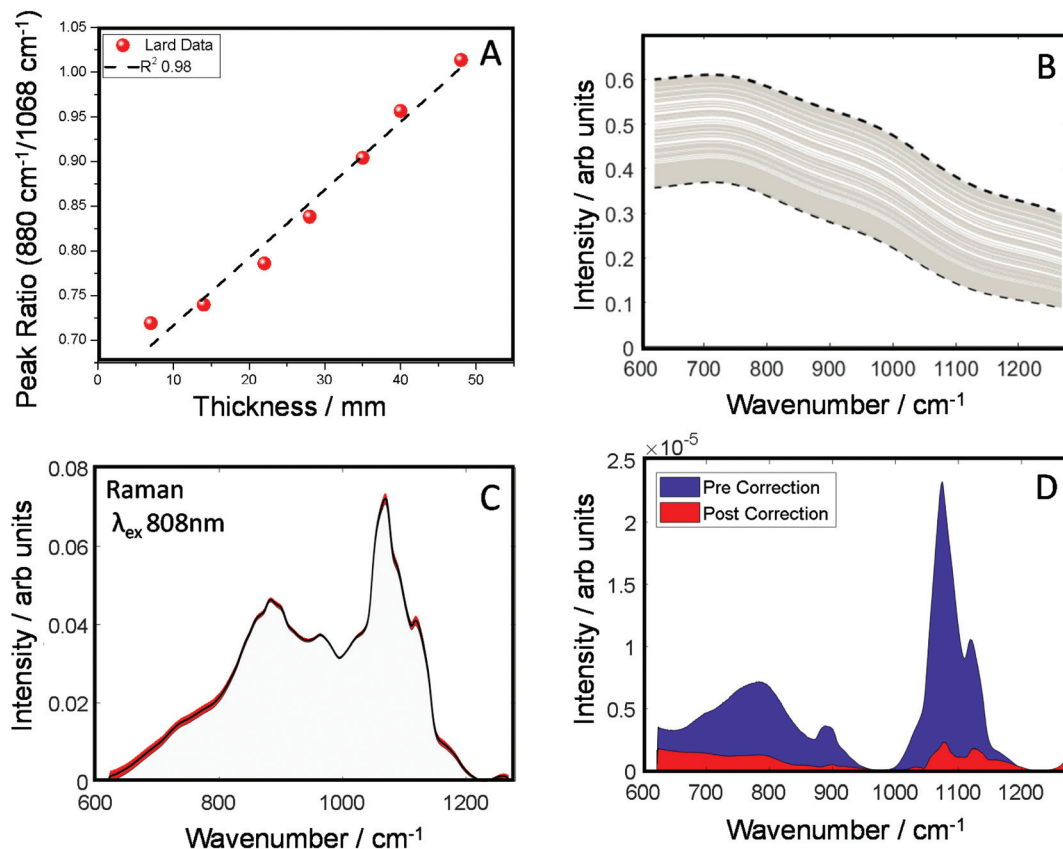 A
Lard Data
R² 0.98
Peak Ratio (880 cm⁻¹/1068 cm⁻¹)
1.05
1.00
0.95
0.90
0.85
0.80
0.75
0.70
0 10 20 30 40 50
Thickness / mm
B
Intensity / arb units
0.6
0.5
0.4
0.3
0.2
0.1
0
600 700 800 900 1000 1100 1200
Wavenumber / cm⁻¹
C
Raman
λex 808nm
Intensity / arb units
0.08
0.06
0.04
0.02
0
600 800 1000 1200
Wavenumber / cm⁻¹
D
×10⁻⁵
Pre Correction
Post Correction
Intensity / arb units
2.5
2
1.5
1
0.5
0
600 700 800 900 1000 1100 1200
Wavenumber / cm⁻¹